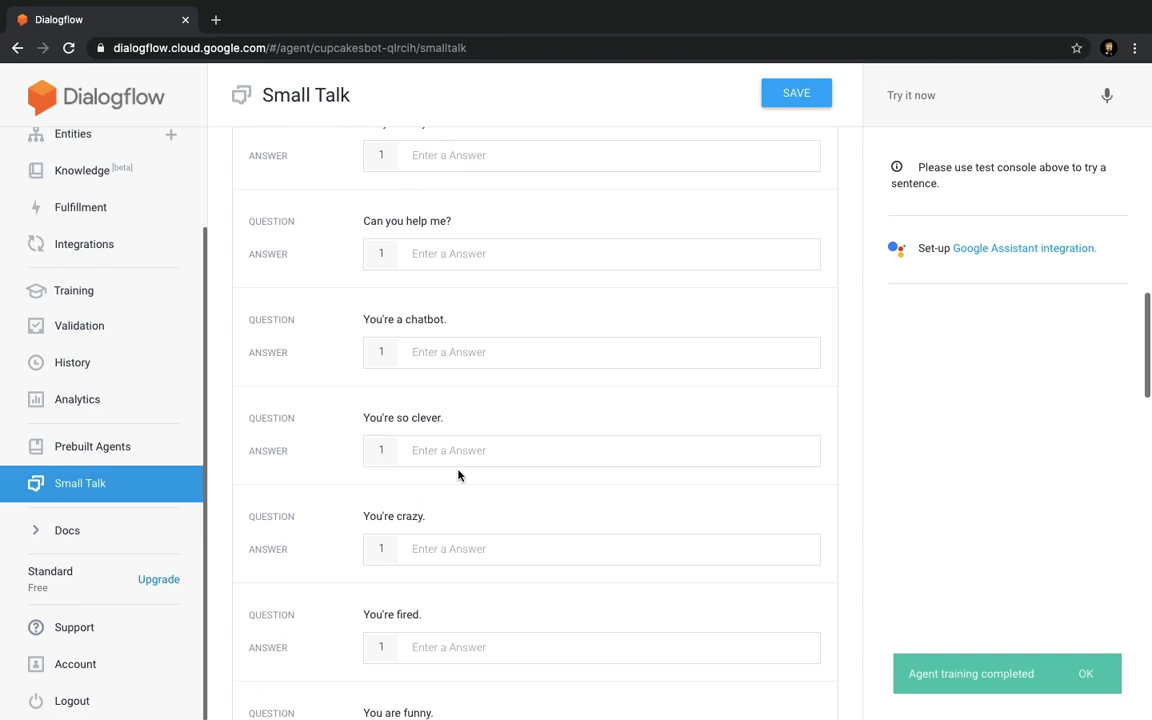 Dialogflow
dialogflow.cloud.google.com/#/agent/cupcakesbot-qlrcih/smalltalk
Dialogflow
Small Talk
SAVE
Try it now
Entities
Knowledge [beta]
Fulfillment
Integrations
Training
Validation
History
Analytics
Prebuilt Agents
Small Talk
Docs
Standard
Free
Upgrade
Support
Account
Logout
ANSWER 1 Enter a Answer
QUESTION Can you help me?
ANSWER 1 Enter a Answer
QUESTION You're a chatbot.
ANSWER 1 Enter a Answer
QUESTION You're so clever.
ANSWER 1 Enter a Answer
QUESTION You're crazy.
ANSWER 1 Enter a Answer
QUESTION You're fired.
ANSWER 1 Enter a Answer
QUESTION You are funny.
Please use test console above to try a
sentence.
Set-up Google Assistant integration.
Agent training completed OK